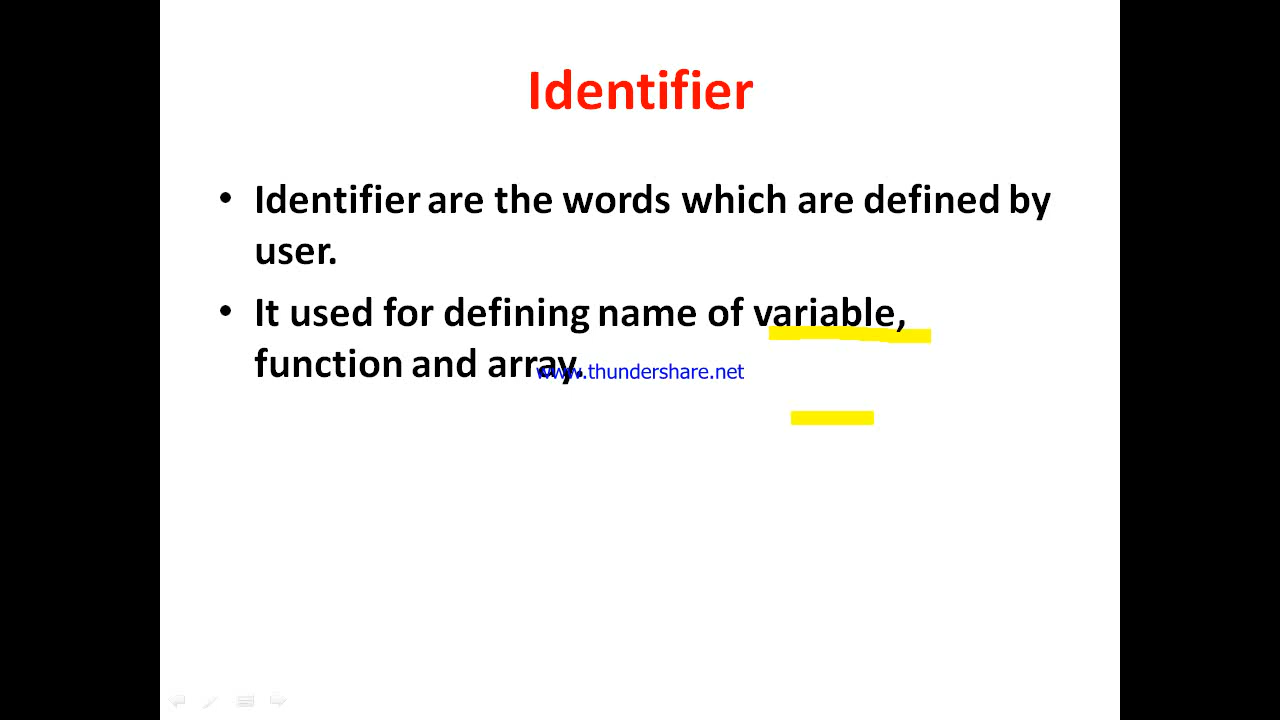 Identifier
• Identifier are the words which are defined by
user.
• It used for defining name of variable,
function and array.
www.thundershare.net